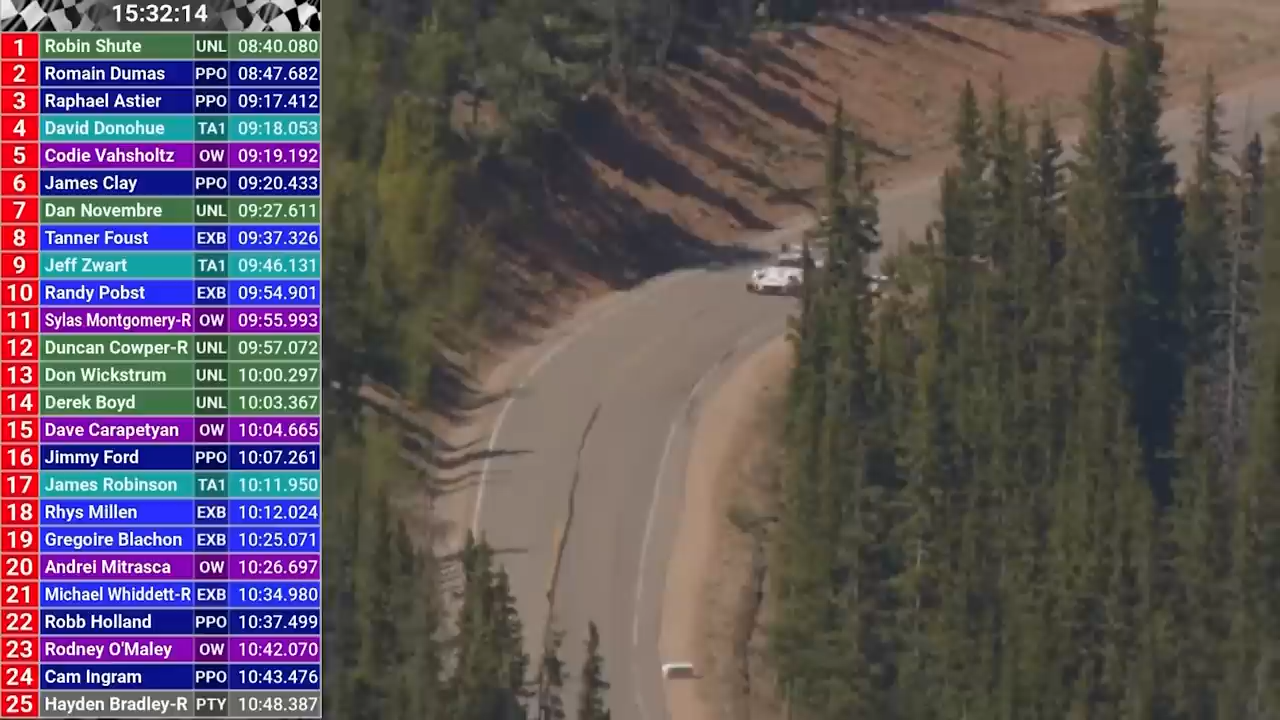 15:32:14
1 Robin Shute UNL 08:40.080
2 Romain Dumas PPO 08:47.682
3 Raphael Astier PPO 09:17.412
4 David Donohue TA1 09:18.053
5 Codie Vahsholtz OW 09:19.192
6 James Clay PPO 09:20.433
7 Dan Novembre UNL 09:27.611
8 Tanner Foust EXB 09:37.326
9 Jeff Zwart TA1 09:46.131
10 Randy Pobst EXB 09:54.901
11 Sylas Montgomery-R OW 09:55.993
12 Duncan Cowper-R UNL 09:57.072
13 Don Wickstrum UNL 10:00.297
14 Derek Boyd UNL 10:03.367
15 Dave Carapetyan OW 10:04.665
16 Jimmy Ford PPO 10:07.261
17 James Robinson TA1 10:11.950
18 Rhys Millen EXB 10:12.024
19 Gregoire Blachon EXB 10:25.071
20 Andrei Mitrasca OW 10:26.697
21 Michael Whiddett-R EXB 10:34.980
22 Robb Holland PPO 10:37.499
23 Rodney O'Maley OW 10:42.070
24 Cam Ingram PPO 10:43.476
25 Hayden Bradley-R PTY 10:48.387